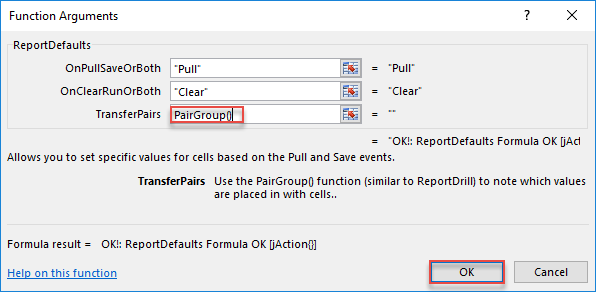 Function Arguments
ReportDefaults
OnPullSaveOrBoth "Pull" = "Pull"
OnClearRunOrBoth "Clear" = "Clear"
TransferPairs PairGroup() = ""
= "OK!: ReportDefaults Formula OK [jAct
Allows you to set specific values for cells based on the Pull and Save events.
TransferPairs Use the PairGroup() function (similar to ReportDrill) to note which values
are placed in with cells..
Formula result = OK!: ReportDefaults Formula OK [jAction{}]
Help on this function
OK Cancel